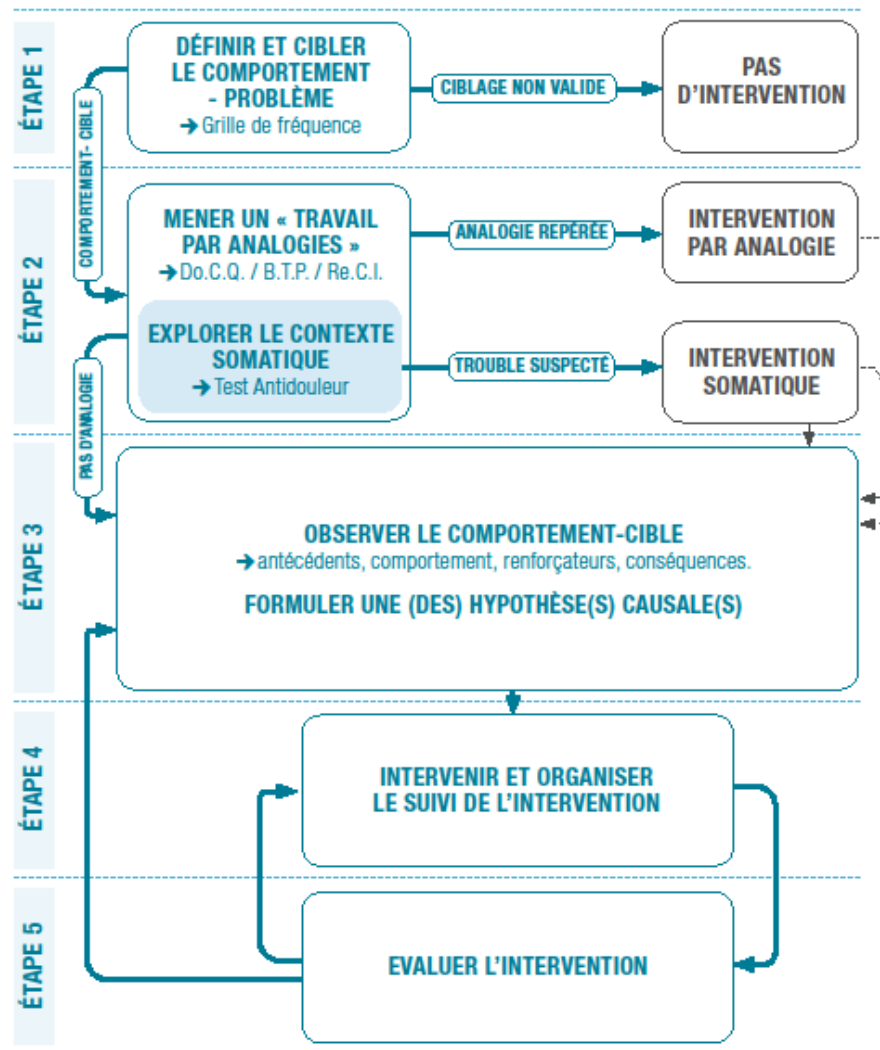 ÉTAPE 1
DÉFINIR ET CIBLER
LE COMPORTEMENT
- PROBLÈME
➔ Grille de fréquence
CIBLAGE NON VALIDE
PAS
D’INTERVENTION
COMPORTEMENT- CIBLE
ÉTAPE 2
MENER UN « TRAVAIL
PAR ANALOGIES »
➔ Do.C.Q. / B.T.P. / Re.C.I.
ANALOGIE REPÉRÉE
INTERVENTION
PAR ANALOGIE
EXPLORER LE CONTEXTE
SOMATIQUE
➔ Test Antidouleur
TROUBLE SUSPECTÉ
INTERVENTION
SOMATIQUE
PAS D’ANALOGIE
ÉTAPE 3
OBSERVER LE COMPORTEMENT-CIBLE
➔ antécédents, comportement, renforçateurs, conséquences.
FORMULER UNE (DES) HYPOTHÈSE(S) CAUSALE(S)
ÉTAPE 4
INTERVENIR ET ORGANISER
LE SUIVI DE L’INTERVENTION
ÉTAPE 5
EVALUER L’INTERVENTION